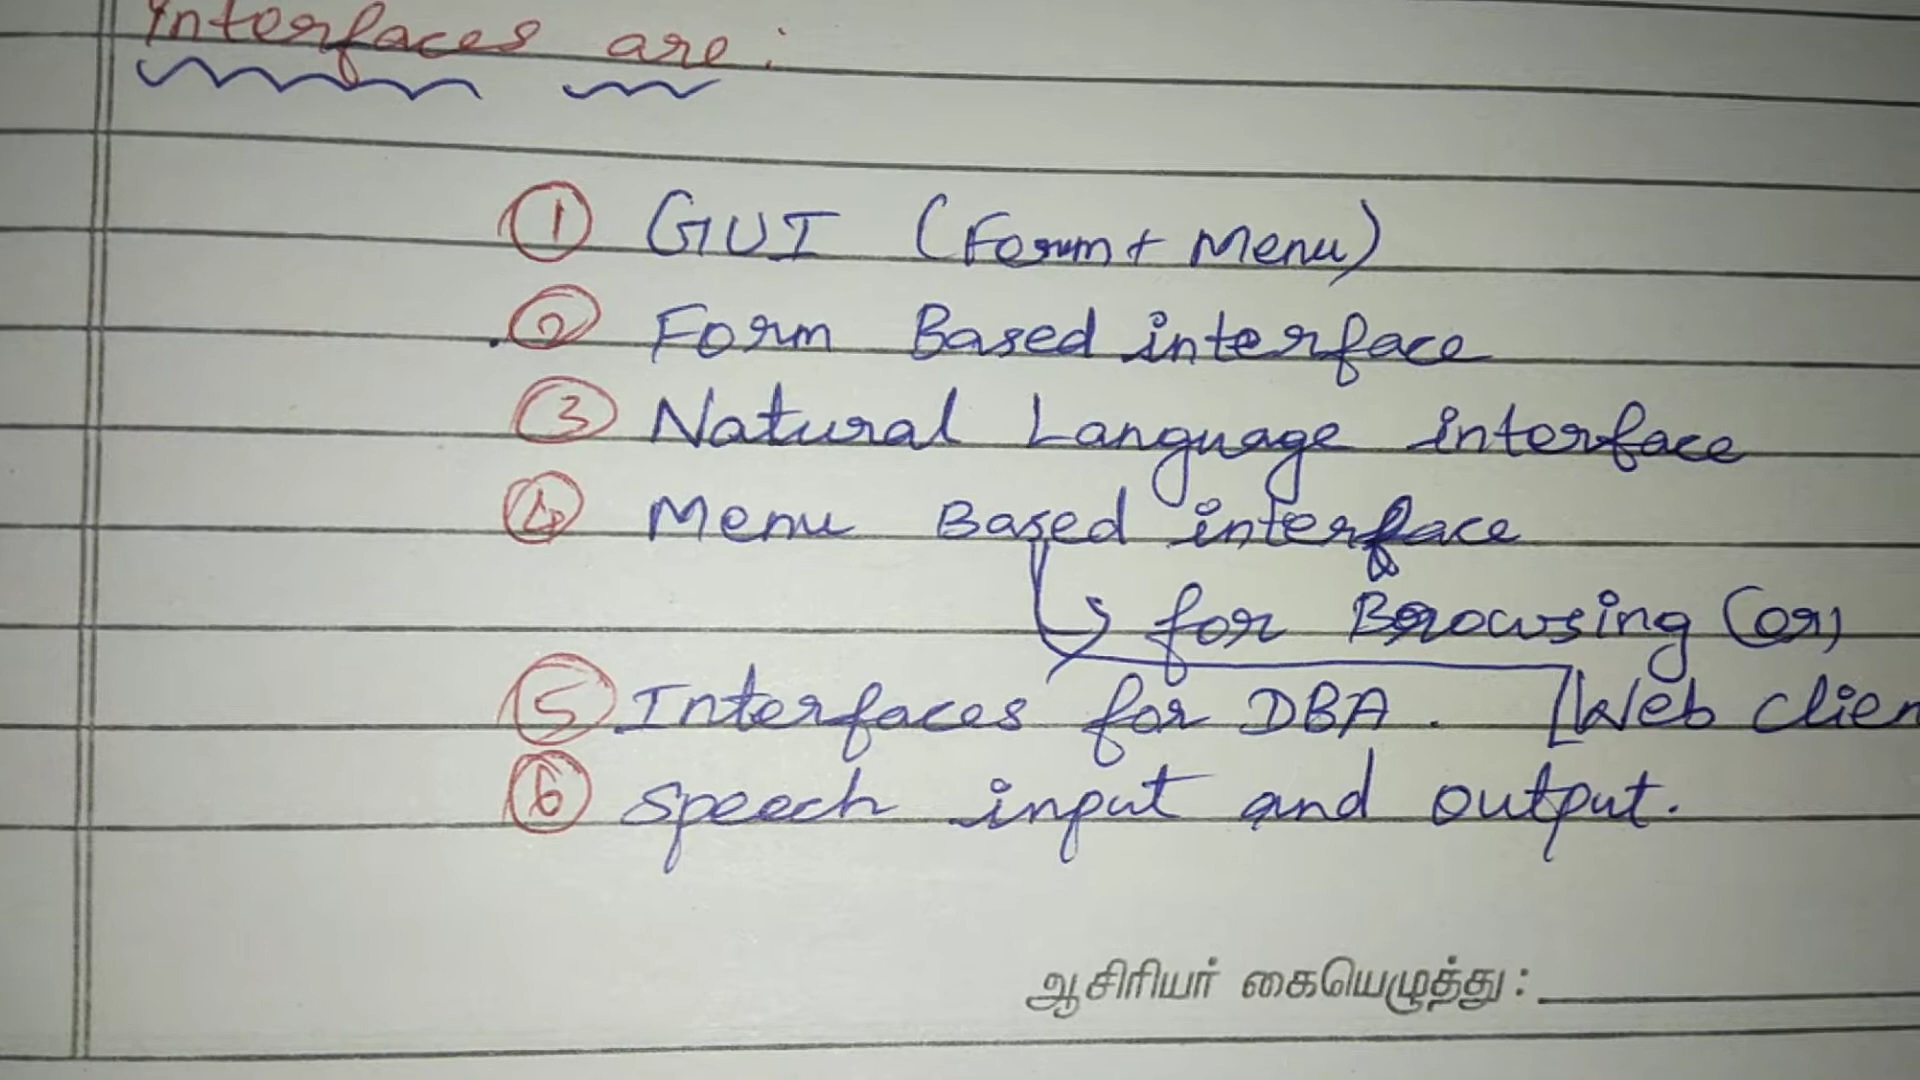 Interfaces are:
① GUI (Form + Menu)
② Form Based interface
③ Natural Language interface
④ Menu Based interface
for Browsing (or)
⑤ Interfaces for DBA. [Web clien
⑥ Speech input and output.
ஆசிரியர் கையெழுத்து :